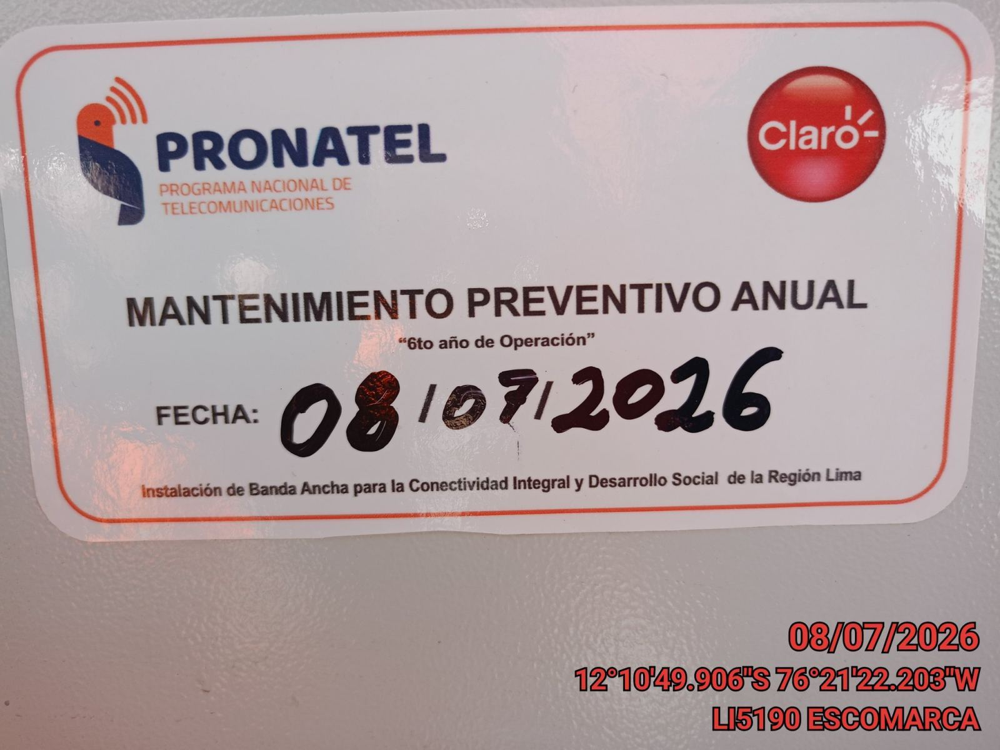 PRONATEL
PROGRAMA NACIONAL DE
TELECOMUNICACIONES
Claro
MANTENIMIENTO PREVENTIVO ANUAL
“6to año de Operación”
FECHA: 08/07/2026
Instalación de Banda Ancha para la Conectividad Integral y Desarrollo Social de la Región Lima
08/07/2026
12°10'49.906"S 76°21'22.203"W
LI5190 ESCOMARCA